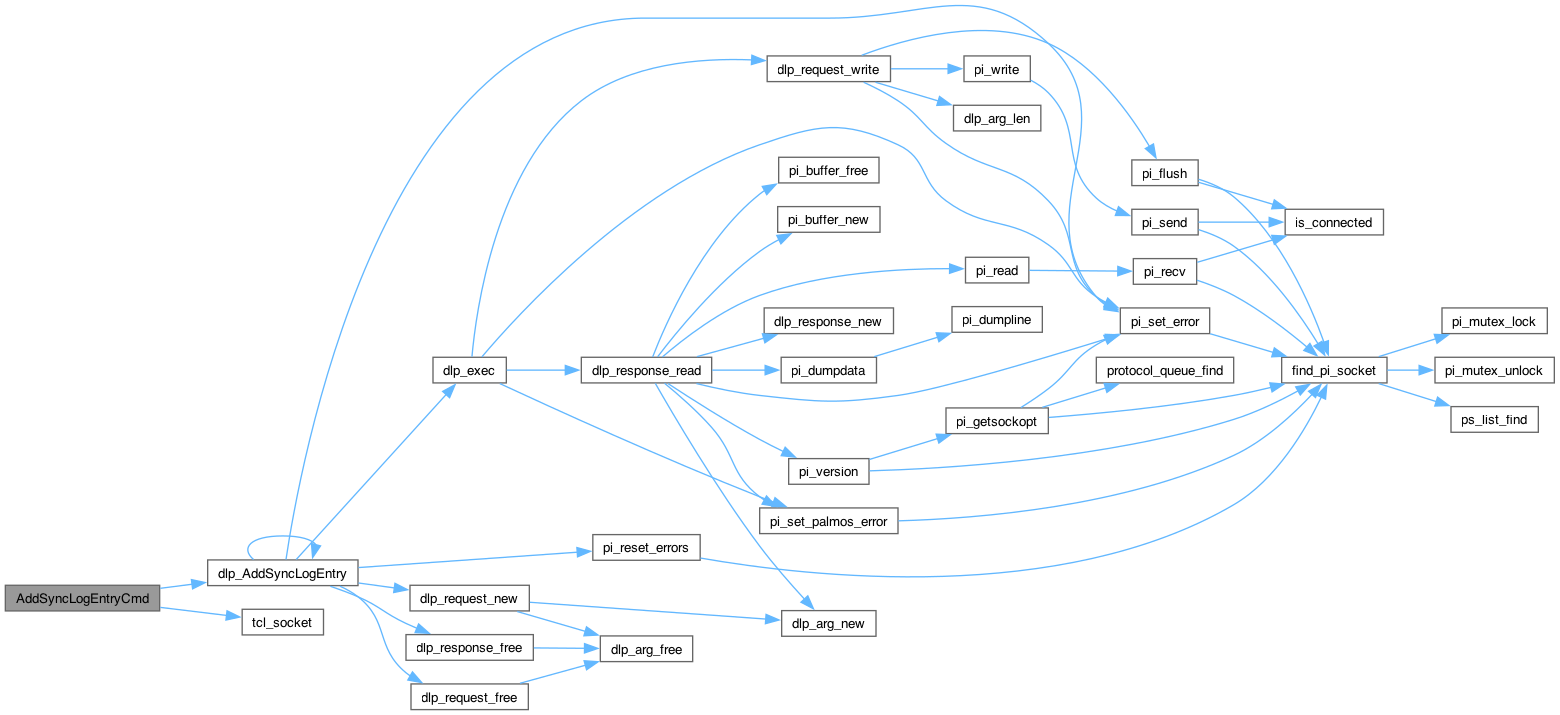 AddSyncLogEntryCmd
dlp_AddSyncLogEntry
tcl_socket
dlp_exec
dlp_request_new
dlp_response_free
dlp_request_free
dlp_request_write
dlp_response_read
pi_reset_errors
dlp_arg_free
pi_buffer_free
pi_buffer_new
dlp_response_new
pi_dumpdata
pi_version
pi_set_palmos_error
dlp_arg_new
pi_write
dlp_arg_len
pi_read
pi_dumpline
pi_getsockopt
pi_flush
pi_send
pi_recv
pi_set_error
protocol_queue_find
is_connected
find_pi_socket
pi_mutex_lock
pi_mutex_unlock
ps_list_find